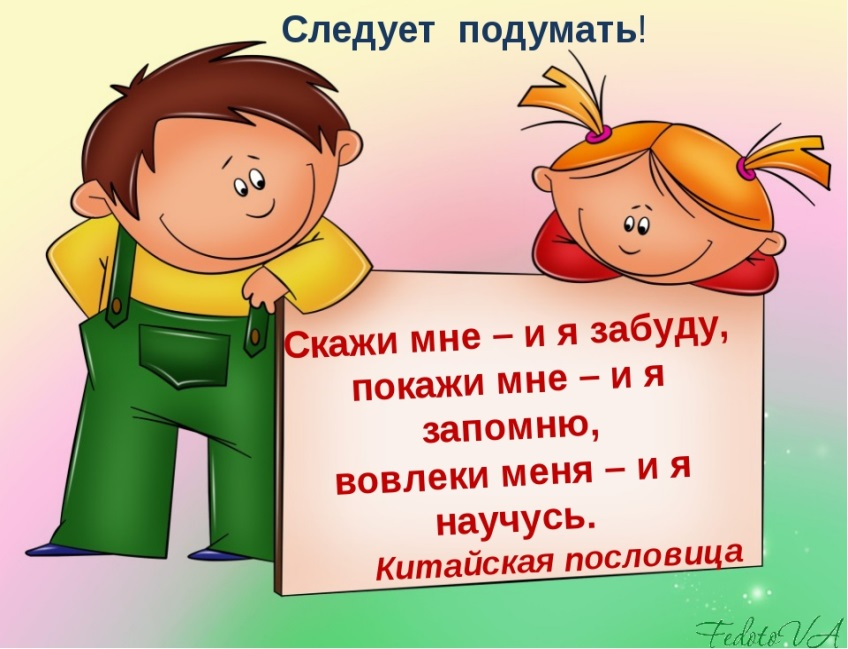 Следует подумать!
Скажи мне – и я забуду,
покажи мне – и я
запомню,
вовлеки меня – и я
научусь.
Китайская пословица
FedotoVA